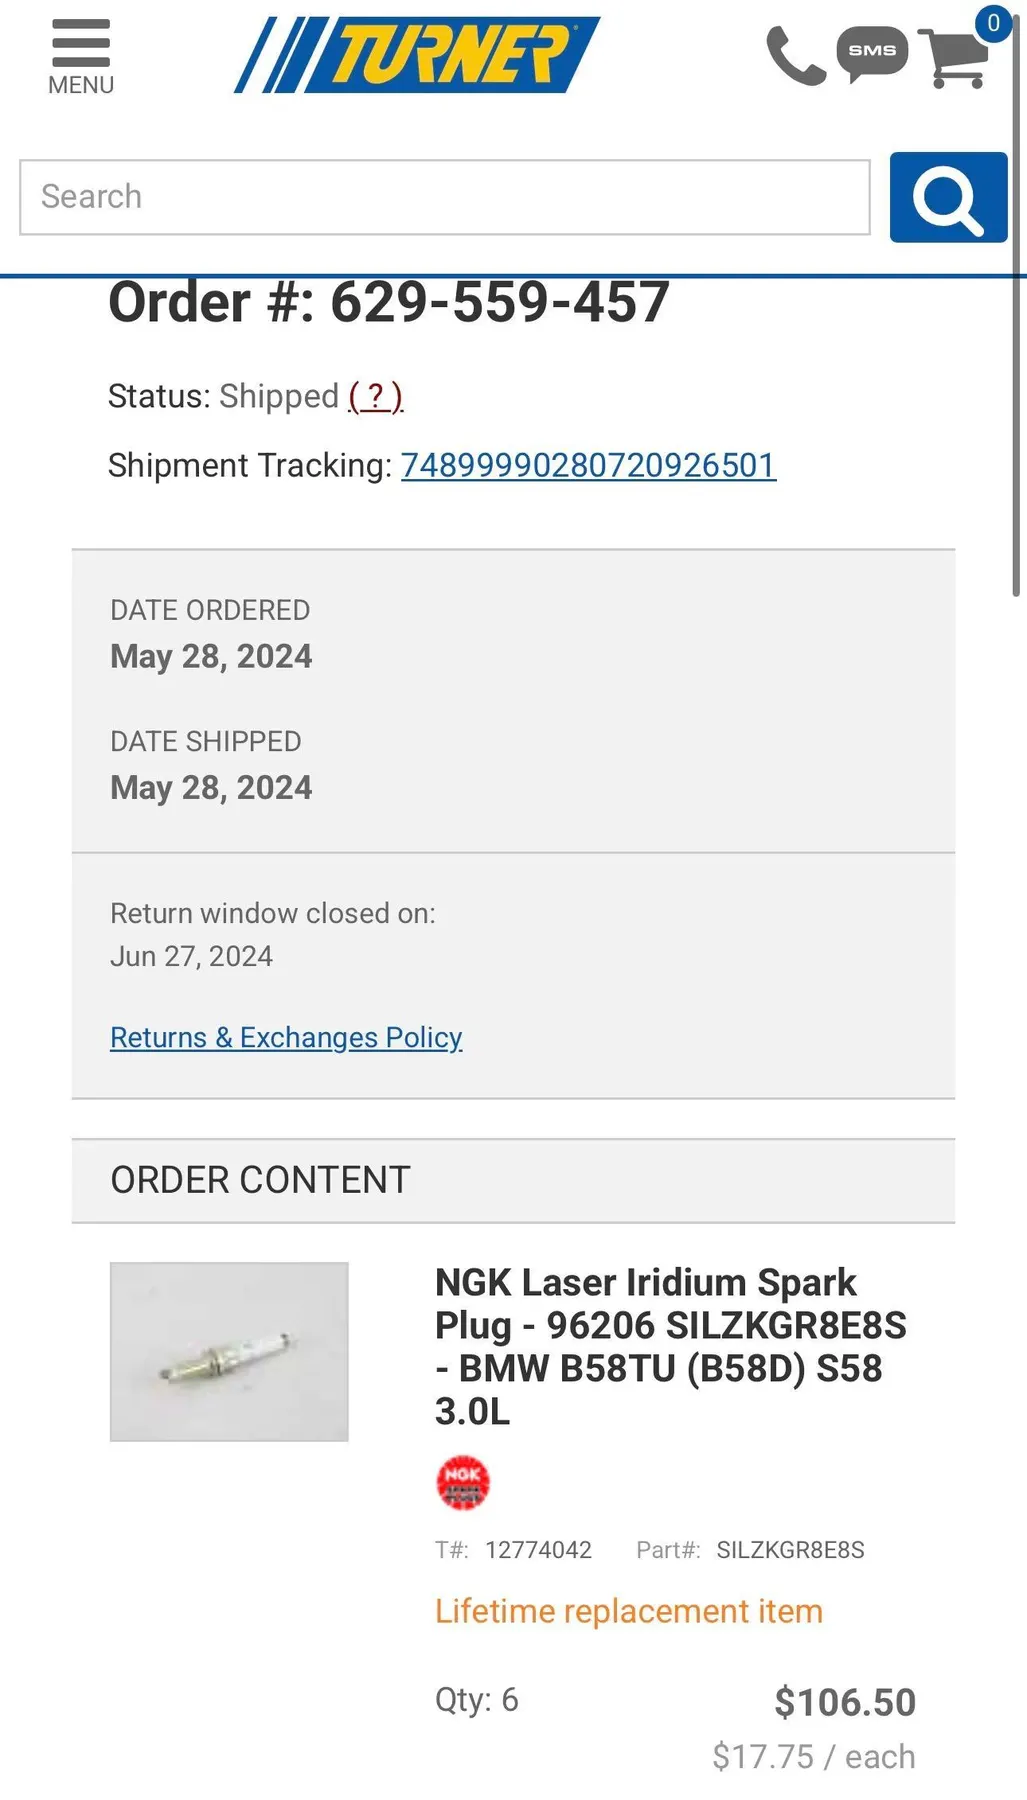 MENU
TURNER
SMS
0
Search
Order #: 629-559-457
Status: Shipped ( ? )
Shipment Tracking: 74899990280720926501
DATE ORDERED
May 28, 2024
DATE SHIPPED
May 28, 2024
Return window closed on:
Jun 27, 2024
Returns & Exchanges Policy
ORDER CONTENT
NGK Laser Iridium Spark
Plug - 96206 SILZKGR8E8S
- BMW B58TU (B58D) S58
3.0L
NGK
T#: 12774042 Part#: SILZKGR8E8S
Lifetime replacement item
Qty: 6 $106.50
$17.75 / each